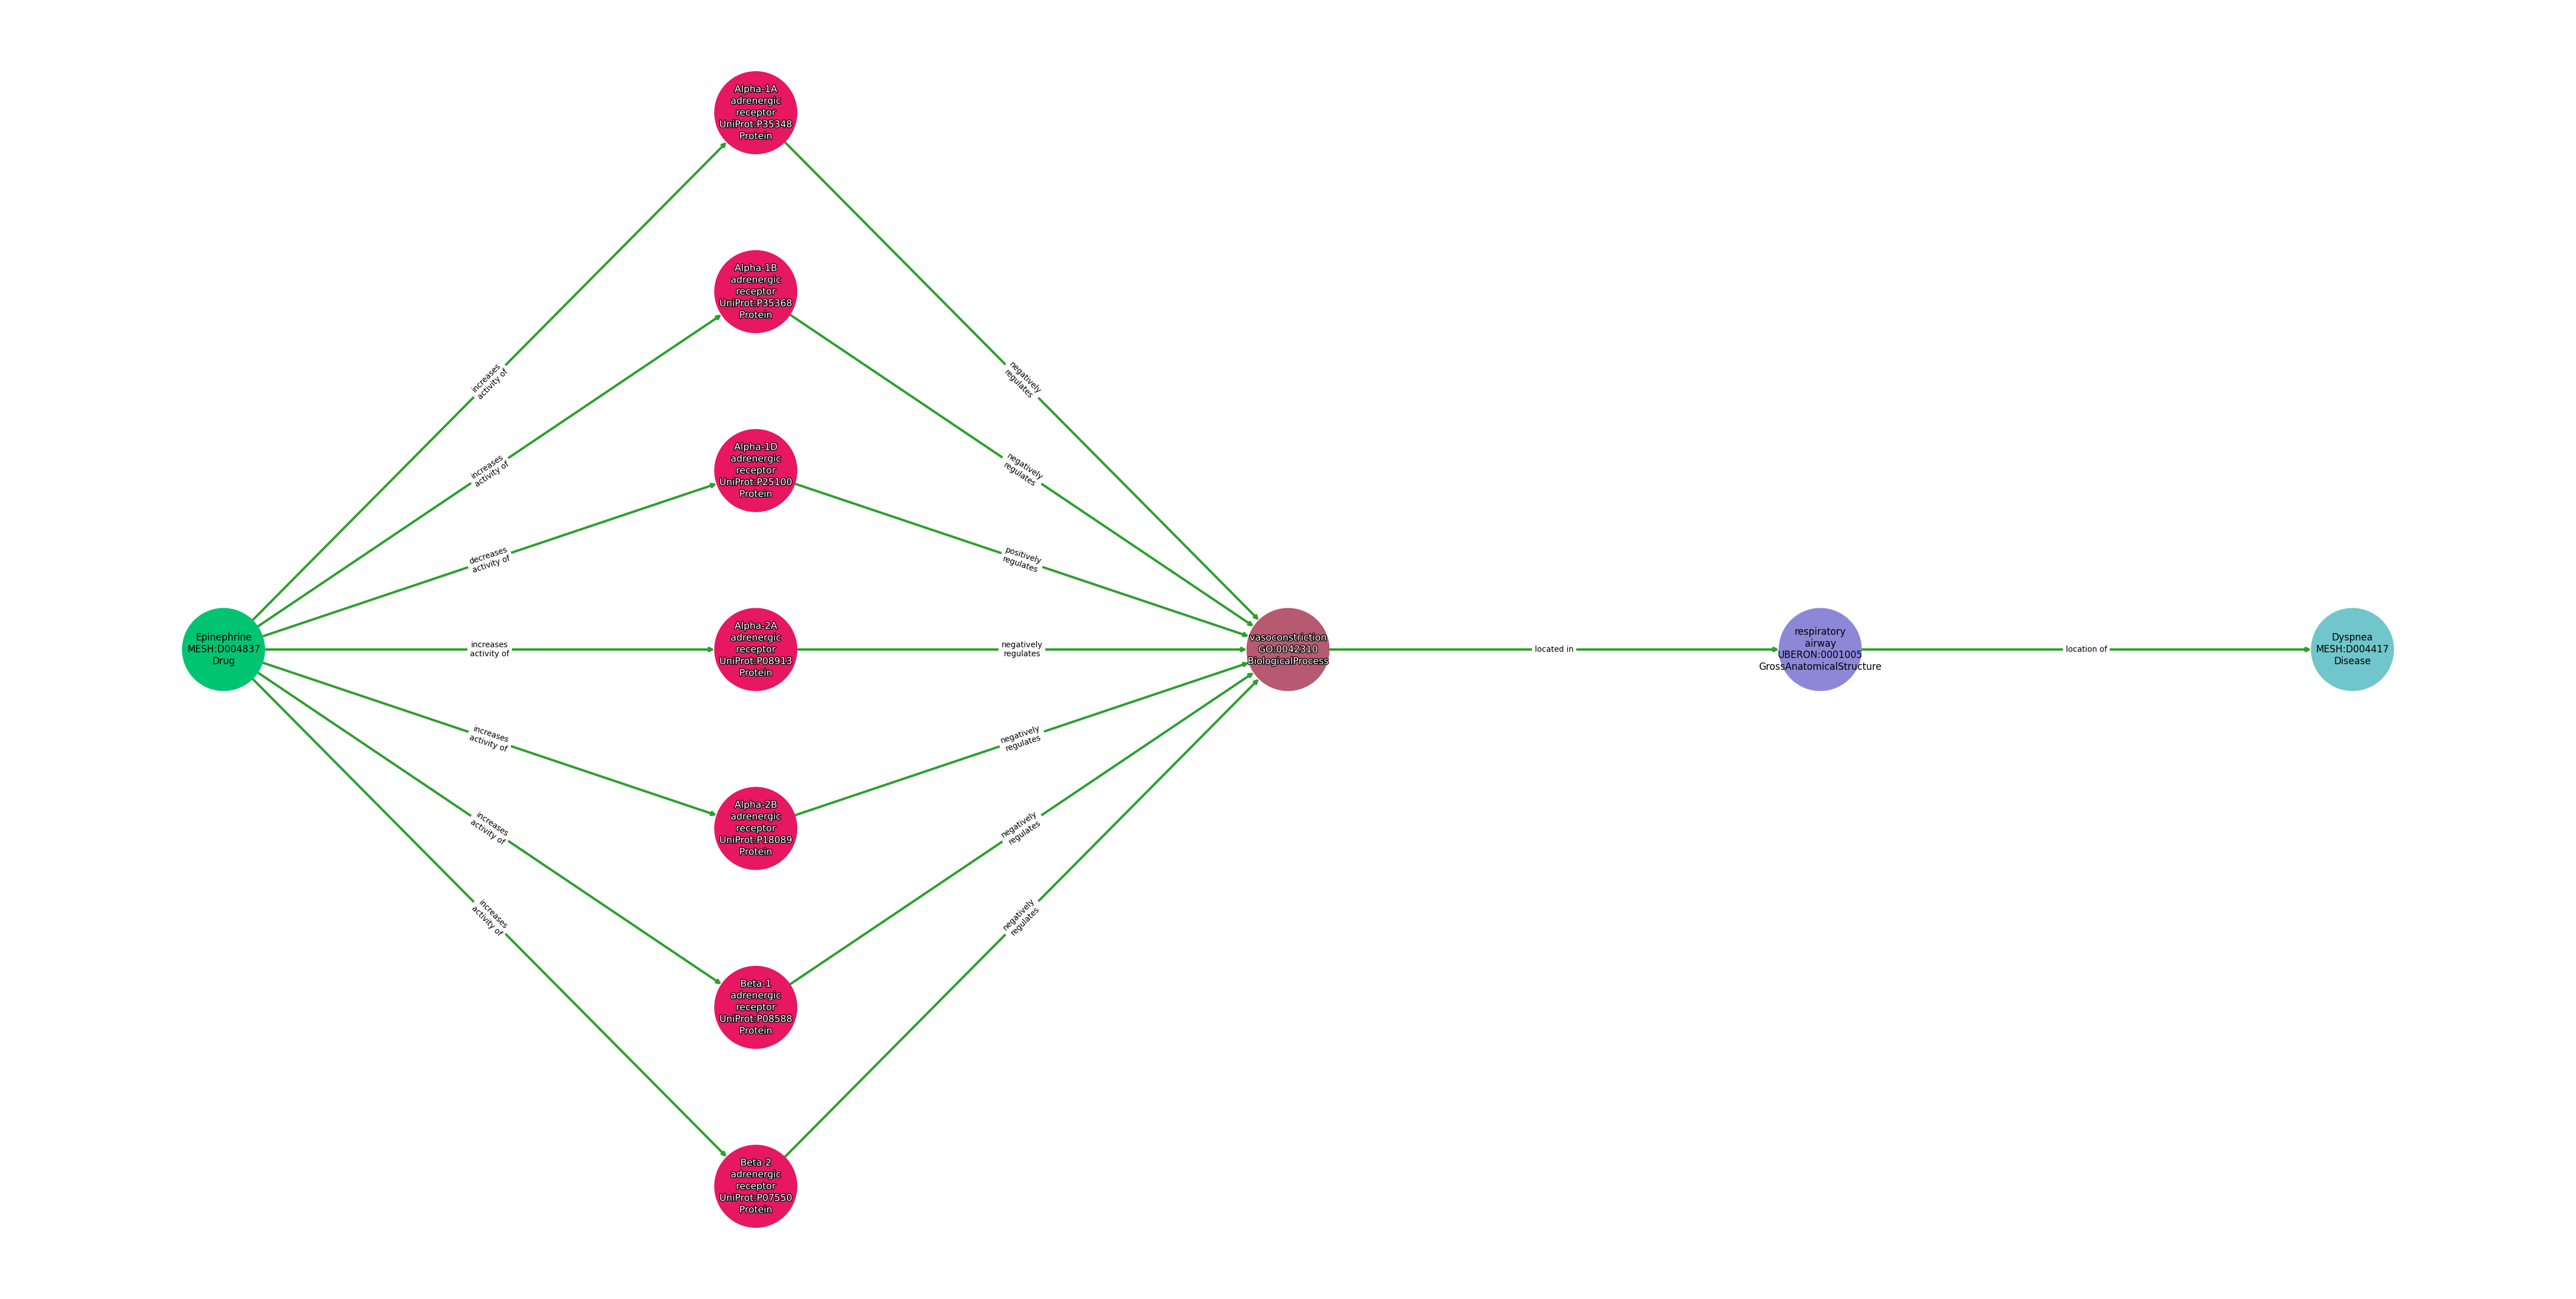 Alpha-1A
adrenergic
receptor
UniProt:P35348
Protein
Alpha-1B
adrenergic
receptor
UniProt:P35368
Protein
increases
activity of
negatively
regulates
Alpha-1D
adrenergic
receptor
UniProt:P25100
Protein
increases
activity of
negatively
regulates
decreases
activity of
positively
regulates
Epinephrine
MESH:D004837
Drug
increases
activity of
Alpha-2A
adrenergic
receptor
UniProt:P08913
Protein
negatively
regulates
vasoconstriction
GO:0042310
BiologicalProcess
located in
respiratory
airway
UBERON:0001005
GrossAnatomicalStructure
location of
Dyspnea
MESH:D004417
Disease
increases
activity of
negatively
regulates
Alpha-2B
adrenergic
receptor
UniProt:P18089
Protein
increases
activity of
negatively
regulates
increases
activity of
negatively
regulates
Beta-1
adrenergic
receptor
UniProt:P08588
Protein
Beta-2
adrenergic
receptor
UniProt:P07550
Protein